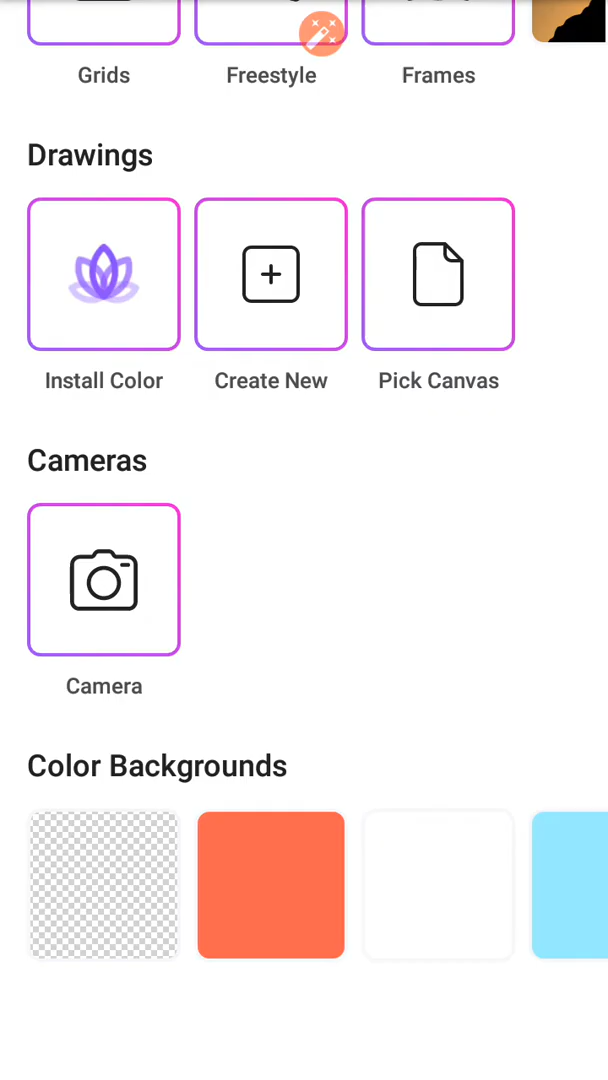 Grids Freestyle Frames
Drawings
Install Color Create New Pick Canvas
Cameras
Camera
Color Backgrounds